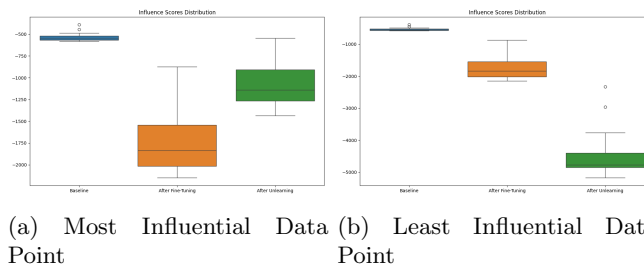 Influence Scores Distribution
-500
-750
-1000
-1250
-1500
-1750
-2000
Baseline
After Fine-Tuning
After Unlearning
Influence Scores Distribution
-1000
-2000
-3000
-4000
-5000
Baseline
After Fine-Tuning
After Unlearning
(a) Most Influential Data
Point
(b) Least Influential Dat
Point